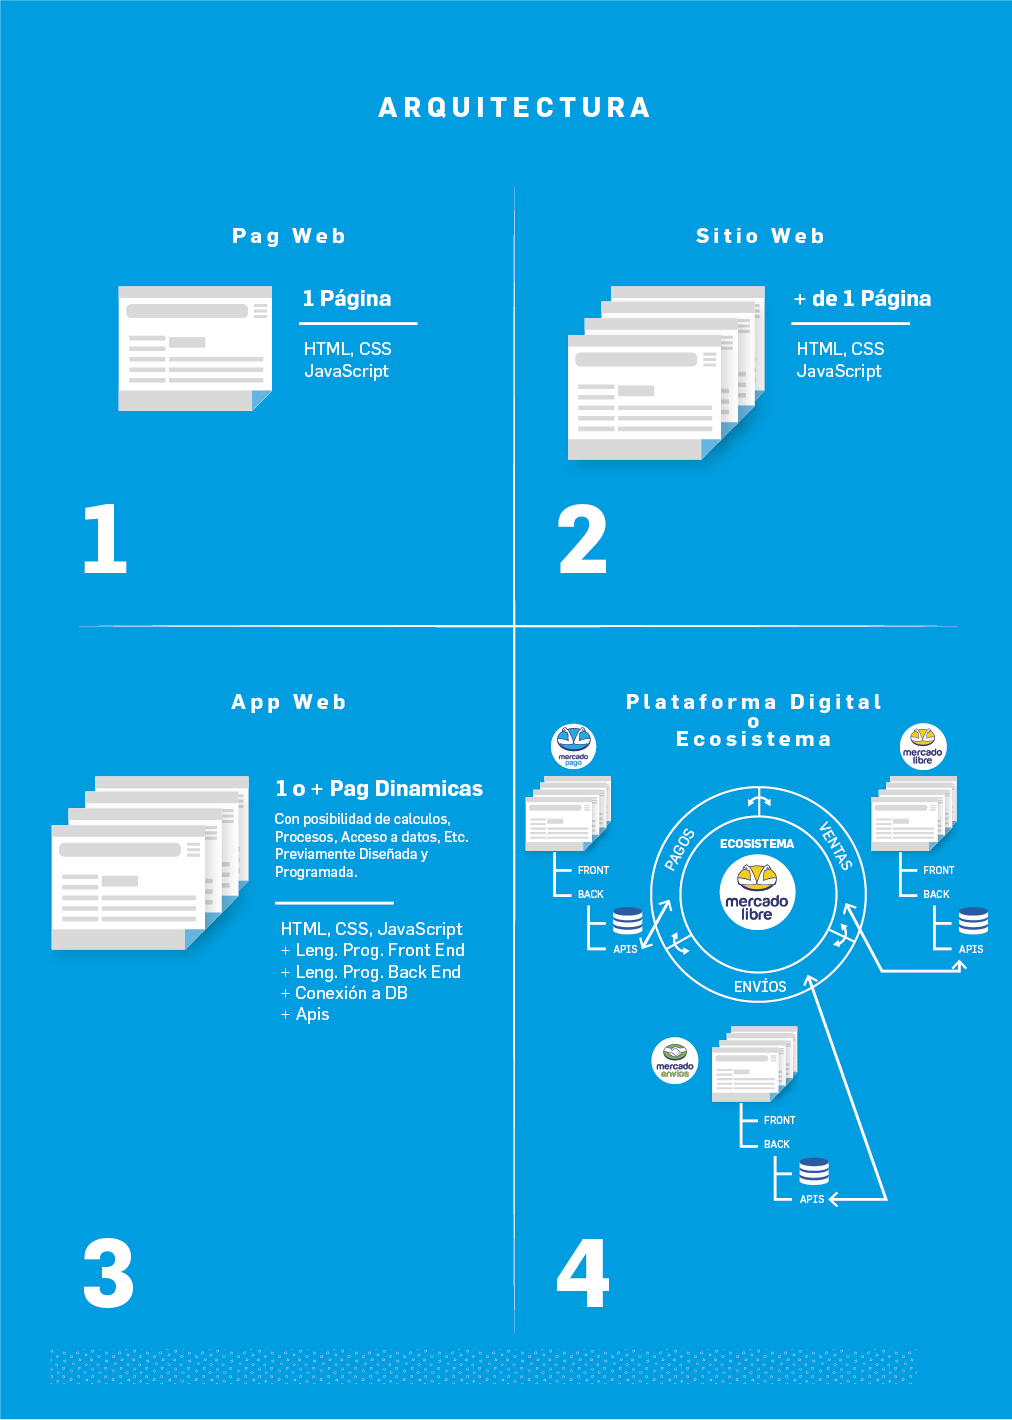 ARQUITECTURA
Pag Web
1 Página
HTML, CSS
JavaScript
1
Sitio Web
+ de 1 Página
HTML, CSS
JavaScript
2
App Web
1 o + Pag Dinamicas
Con posibilidad de calculos,
Procesos, Acceso a datos, Etc.
Previamente Diseñada y
Programada.
HTML, CSS, JavaScript
+ Leng. Prog. Front End
+ Leng. Prog. Back End
+ Conexión a DB
+ Apis
3
Plataforma Digital
o
Ecosistema
mercado
pago
FRONT
BACK
APIS
PAGOS
VENTAS
ENVÍOS
ECOSISTEMA
mercado
libre
mercado
libre
FRONT
BACK
APIS
mercado
envios
FRONT
BACK
APIS
4